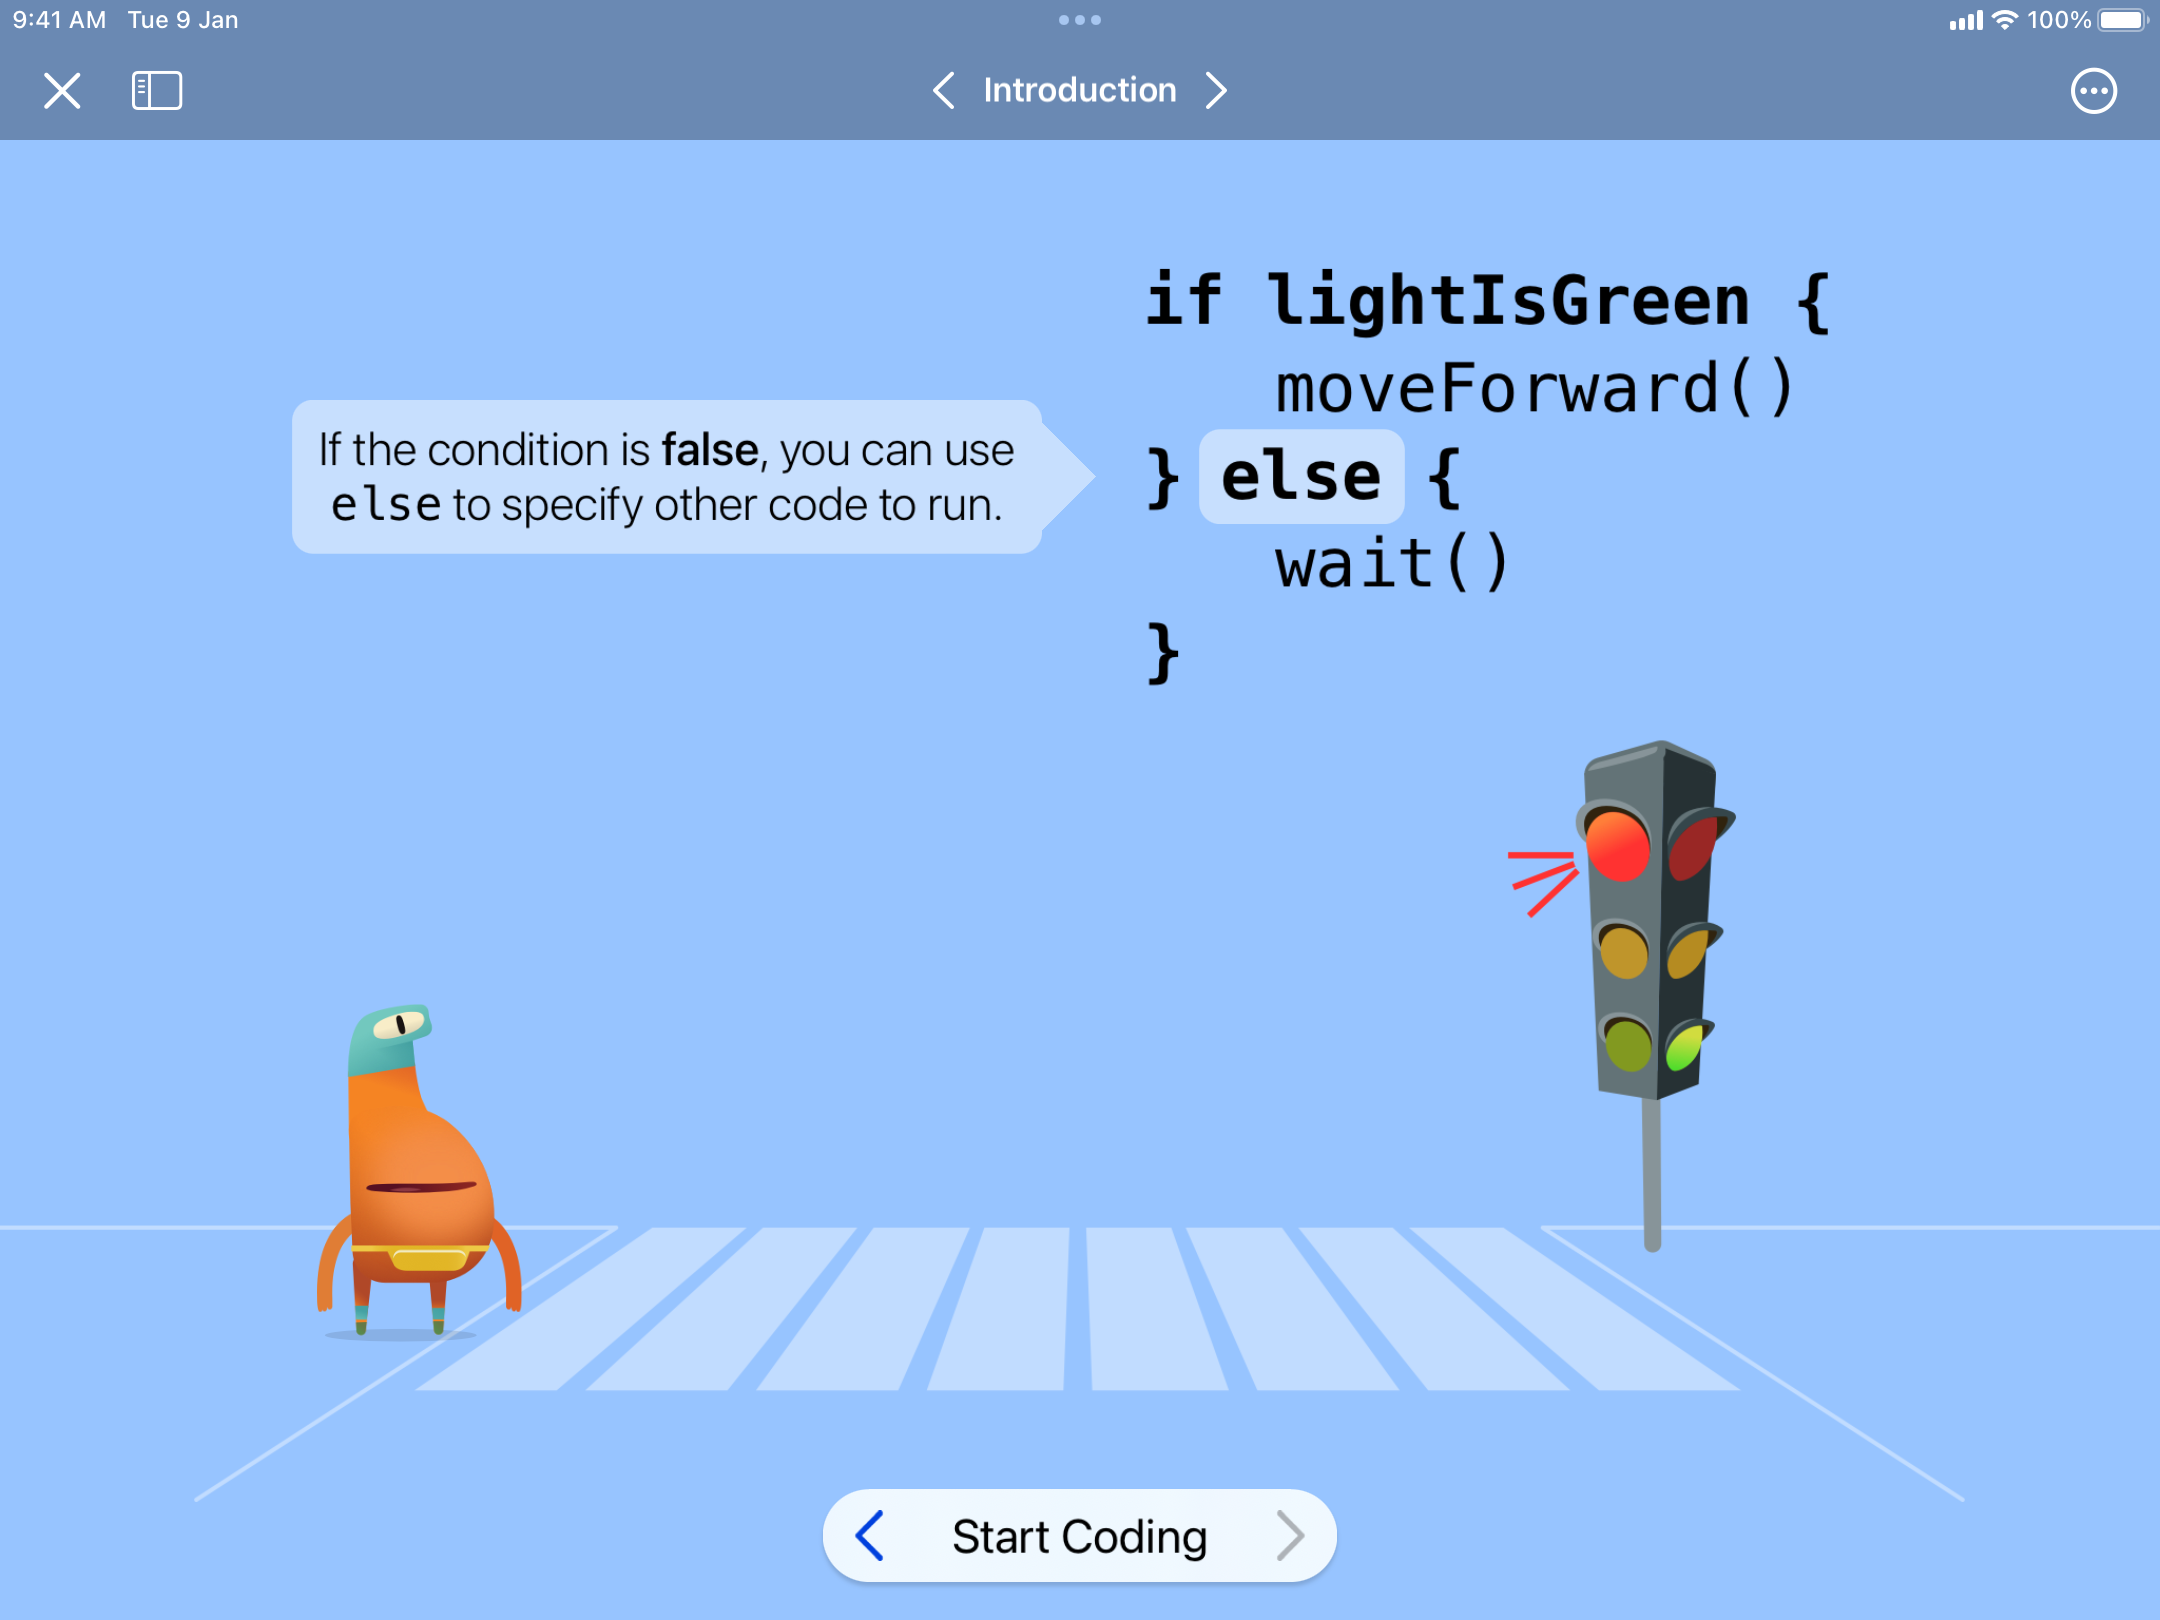 9:41 AM Tue 9 Jan
100%
Introduction
if lightIsGreen {
moveForward()
} else {
wait()
}
If the condition is false, you can use
else to specify other code to run.
Start Coding